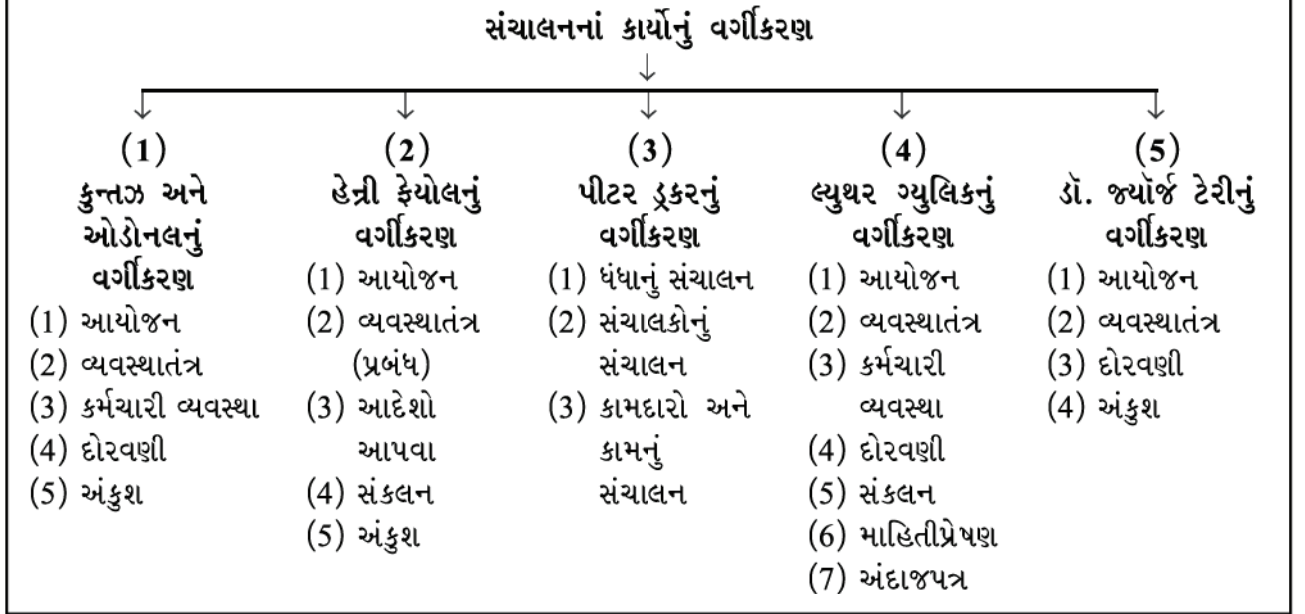 સંચાલનનાં કાર્યોનું વર્ગીકરણ
(1)
કુન્તઝ અને
ઓડોનલનું
વર્ગીકરણ
(1) આયોજન
(2) વ્યવસ્થાતંત્ર
(3) કર્મચારી વ્યવસ્થા
(4) દોરવણી
(5) અંકુશ
(2)
હેન્રી ફેયોલનું
વર્ગીકરણ
(1) આયોજન
(2) વ્યવસ્થાતંત્ર
(પ્રબંધ)
(3) આદેશો
આપવા
(4) સંકલન
(5) અંકુશ
(3)
પીટર ડ્રકરનું
વર્ગીકરણ
(1) ધંધાનું સંચાલન
(2) સંચાલકોનું
સંચાલન
(3) કામદારો અને
કામનું
સંચાલન
(4)
લ્યુથર ગ્યુલિકનું
વર્ગીકરણ
(1) આયોજન
(2) વ્યવસ્થાતંત્ર
(3) કર્મચારી
વ્યવસ્થા
(4) દોરવણી
(5) સંકલન
(6) માહિતીપ્રેષણ
(7) અંદાજપત્ર
(5)
ડૉ. જ્યૉર્જ ટેરીનું
વર્ગીકરણ
(1) આયોજન
(2) વ્યવસ્થાતંત્ર
(3) દોરવણી
(4) અંકુશ